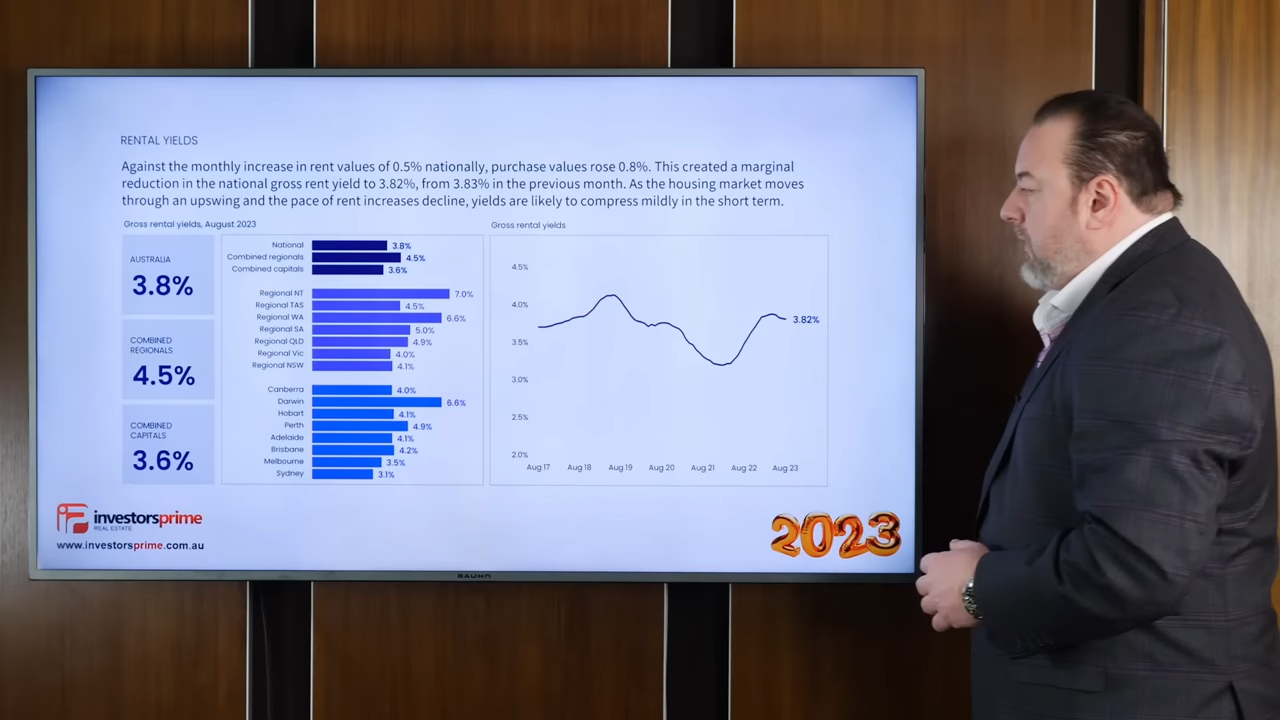 RENTAL YIELDS
Against the monthly increase in rent values of 0.5% nationally, purchase values rose 0.8%. This created a marginal
reduction in the national gross rent yield to 3.82%, from 3.83% in the previous month. As the housing market moves
through an upswing and the pace of rent increases decline, yields are likely to compress mildly in the short term.
Gross rental yields, August 2023
AUSTRALIA
3.8%
COMBINED
REGIONALS
4.5%
COMBINED
CAPITALS
3.6%
National 3.8%
Combined regionals 4.5%
Combined capitals 3.6%
Regional NT 7.0%
Regional TAS 4.5%
Regional WA 6.6%
Regional SA 5.0%
Regional QLD 4.9%
Regional Vic 4.0%
Regional NSW 4.1%
Canberra 4.0%
Darwin 6.6%
Hobart 4.1%
Perth 4.9%
Adelaide 4.1%
Brisbane 4.2%
Melbourne 3.5%
Sydney 3.1%
Gross rental yields
4.5%
4.0%
3.5%
3.0%
2.5%
2.0%
3.82%
Aug 17 Aug 18 Aug 19 Aug 20 Aug 21 Aug 22 Aug 23
investorsprime
REAL ESTATE
www.investorsprime.com.au
2023
BAUHN